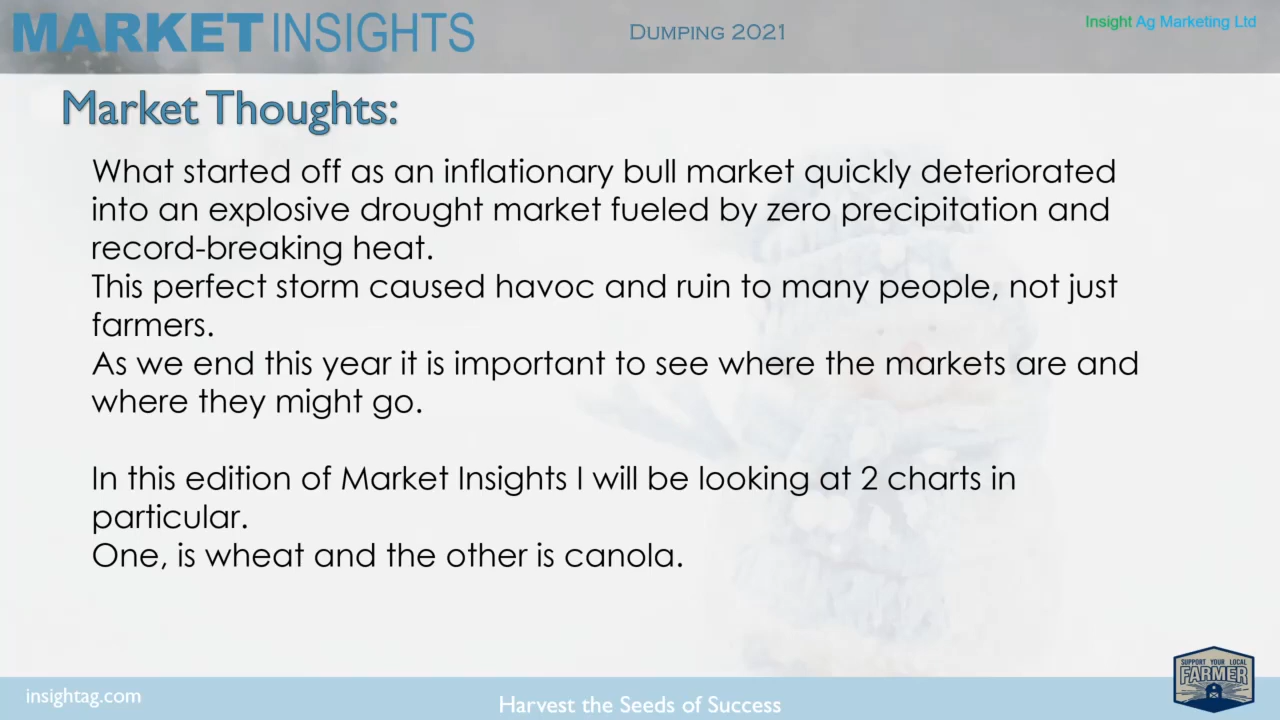 MARKET INSIGHTS
Dumping 2021
Insight Ag Marketing Ltd
Market Thoughts:
What started off as an inflationary bull market quickly deteriorated
into an explosive drought market fueled by zero precipitation and
record-breaking heat.
This perfect storm caused havoc and ruin to many people, not just
farmers.
As we end this year it is important to see where the markets are and
where they might go.
In this edition of Market Insights I will be looking at 2 charts in
particular.
One, is wheat and the other is canola.
SUPPORT YOUR LOCAL
FARMER
insightag.com
Harvest the Seeds of Success